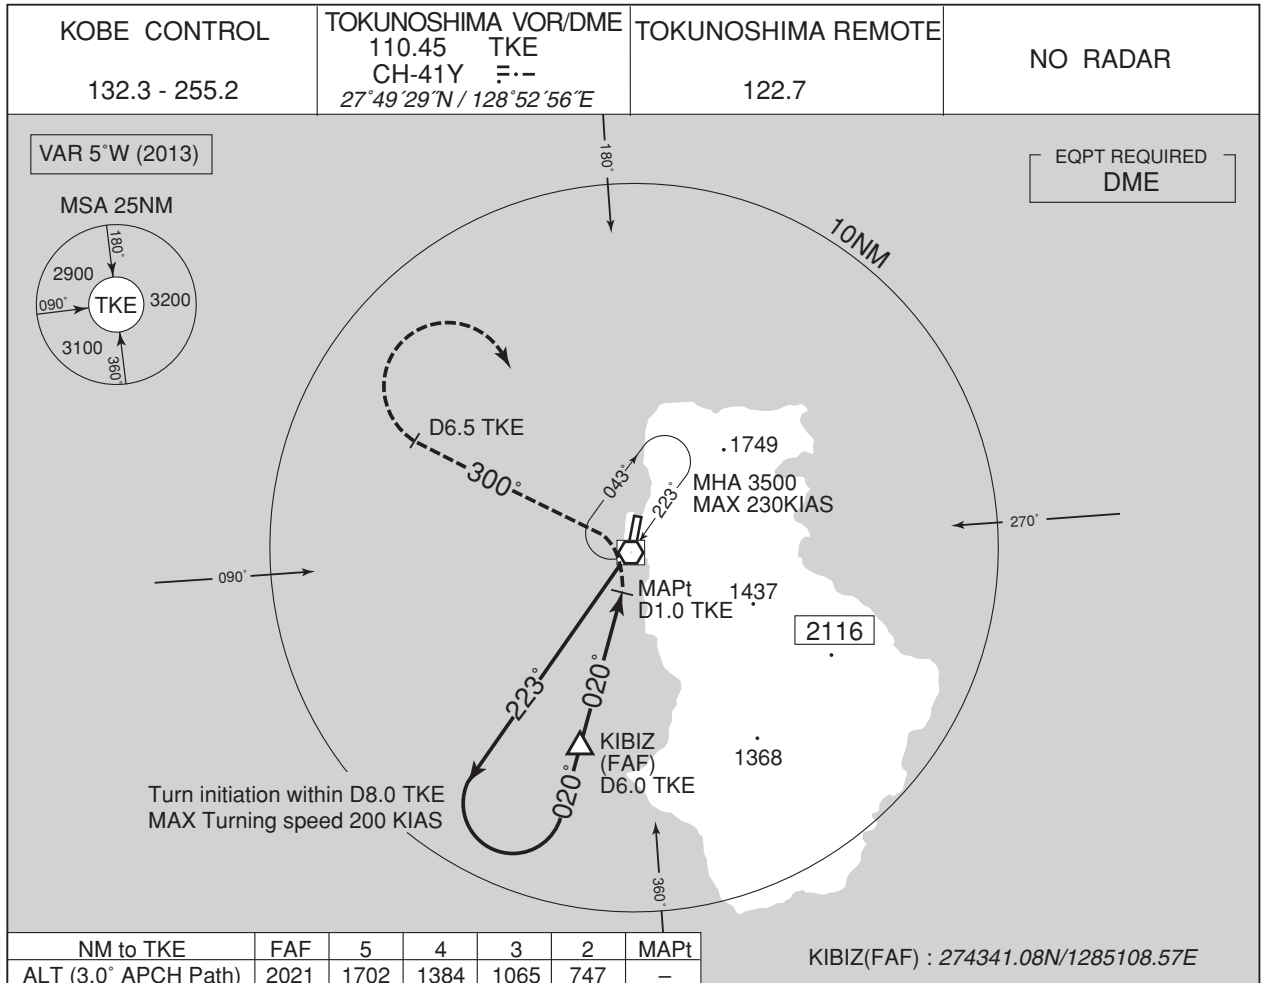 KOBE CONTROL
132.3 - 255.2
TOKUNOSHIMA VOR/DME
110.45 TKE
CH-41Y
27°49´29˝N / 128°52´56˝E
TOKUNOSHIMA REMOTE
122.7
NO RADAR
VAR 5°W (2013)
EQPT REQUIRED
DME
MSA 25NM
180°
2900
090°
TKE
3200
3100
360°
180°
10NM
D6.5 TKE
300°
043°
223°
1749
MHA 3500
MAX 230KIAS
270°
090°
MAPt
D1.0 TKE
1437
2116
223°
020°
KIBIZ
(FAF)
D6.0 TKE
1368
020°
Turn initiation within D8.0 TKE
MAX Turning speed 200 KIAS
360°
NM to TKE FAF 5 4 3 2 MAPt
ALT (3.0° APCH Path) 2021 1702 1384 1065 747 –
KIBIZ(FAF) : 274341.08N/1285108.57E